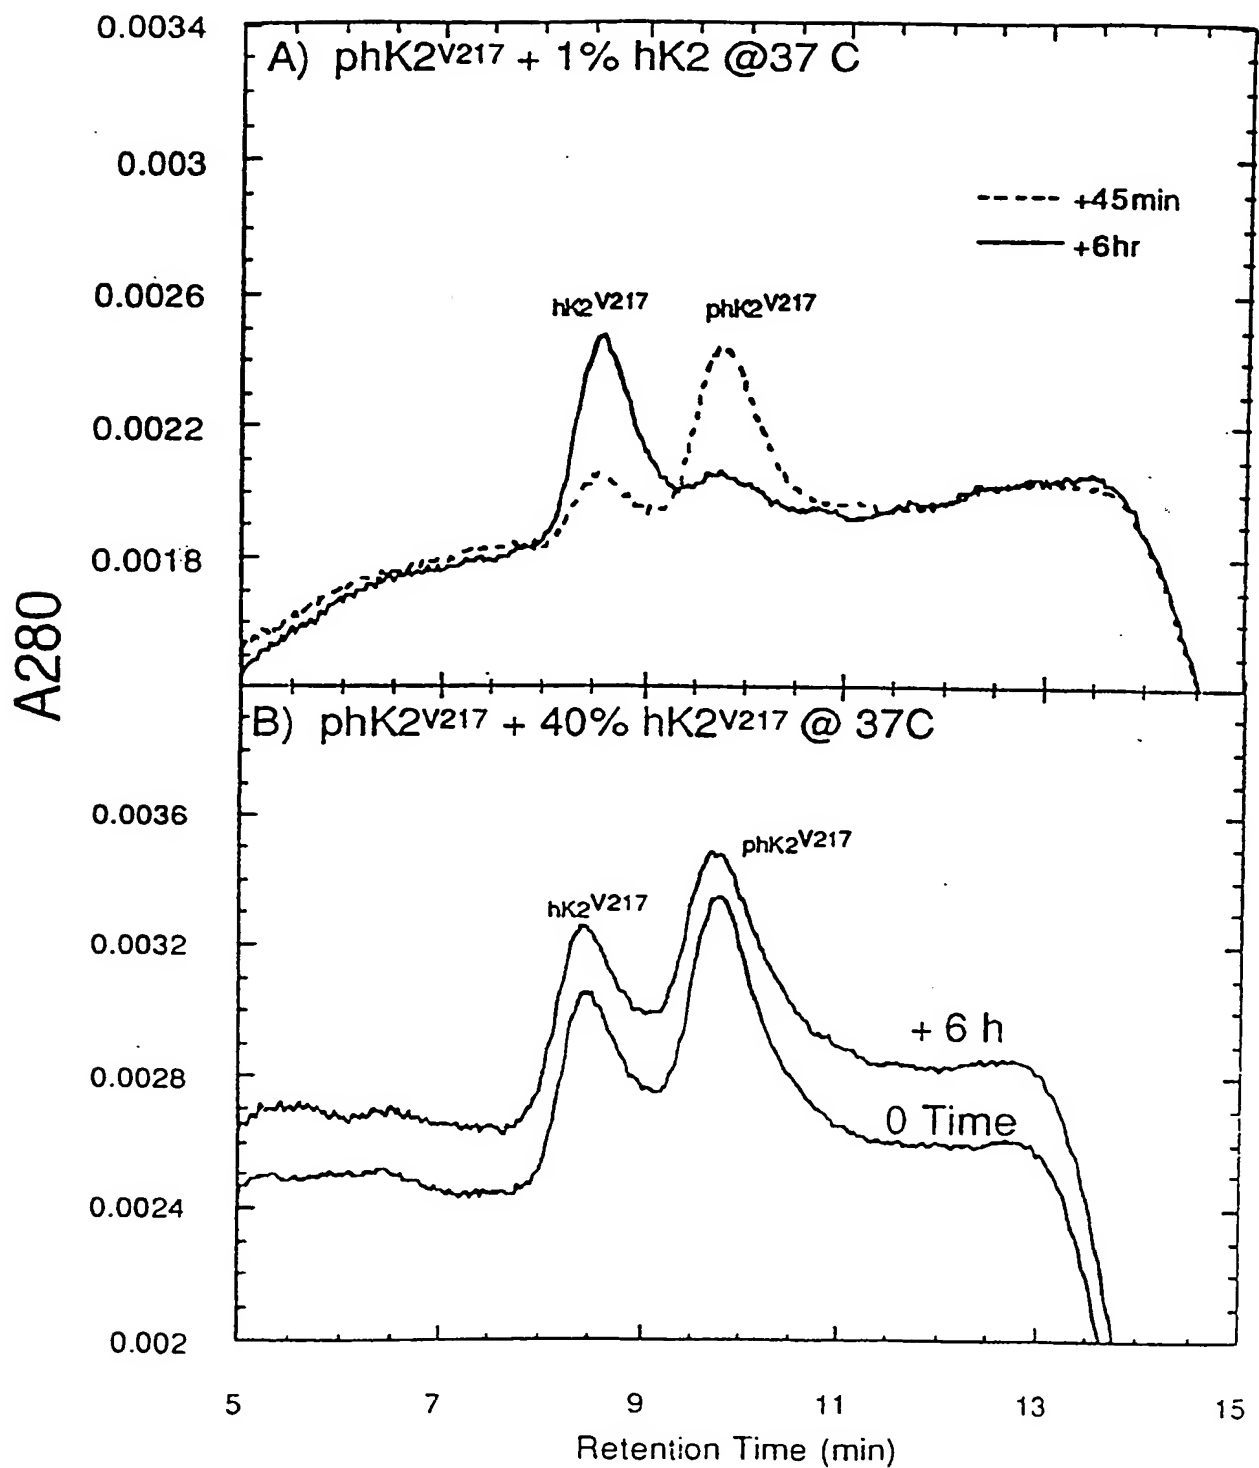 A) phK2V217 + 1% hK2 @37 C
0.0034
0.003
0.0026
0.0022
0.0018
+45min
+6hr
hK2V217
phK2V217
A280
B) phK2V217 + 40% hK2V217 @ 37C
0.0036
0.0032
0.0028
0.0024
0.002
phK2V217
hK2V217
+ 6 h
0 Time
5 7 9 11 13 15
Retention Time (min)